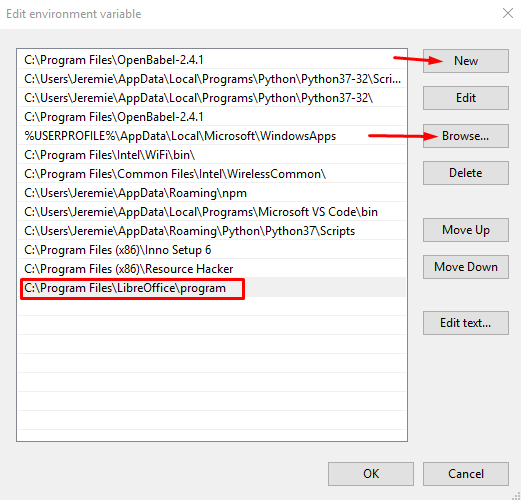 Edit environment variable
C:\Program Files\OpenBabel-2.4.1
C:\Users\Jeremie\AppData\Local\Programs\Python\Python37-32\Scri...
C:\Users\Jeremie\AppData\Local\Programs\Python\Python37-32\
C:\Program Files\OpenBabel-2.4.1
%USERPROFILE%\AppData\Local\Microsoft\WindowsApps
C:\Program Files\Intel\WiFi\bin\
C:\Program Files\Common Files\Intel\WirelessCommon\
C:\Users\Jeremie\AppData\Roaming\npm
C:\Users\Jeremie\AppData\Local\Programs\Microsoft VS Code\bin
C:\Users\Jeremie\AppData\Roaming\Python\Python37\Scripts
C:\Program Files (x86)\Inno Setup 6
C:\Program Files (x86)\Resource Hacker
C:\Program Files\LibreOffice\program
New
Edit
Browse...
Delete
Move Up
Move Down
Edit text...
OK
Cancel